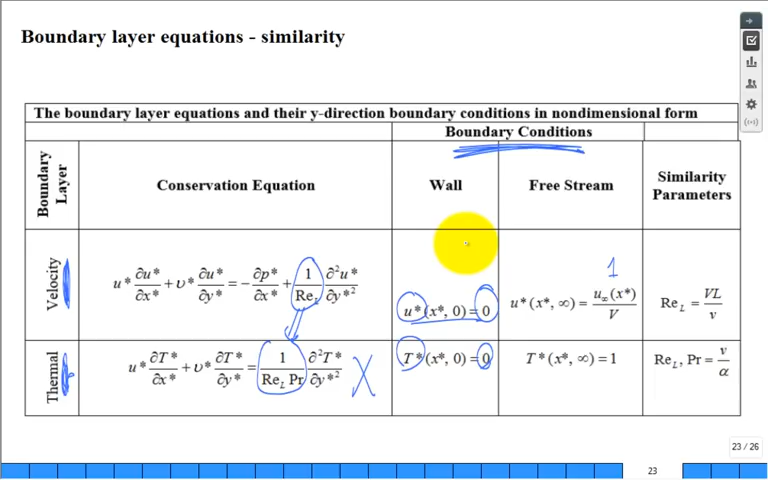 Boundary layer equations - similarity
The boundary layer equations and their y-direction boundary conditions in nondimensional form
Boundary Conditions
Boundary Layer
Conservation Equation
Wall
Free Stream
Similarity Parameters
Velocity
u* ∂u*/∂x* + υ* ∂u*/∂y* = − ∂p*/∂x* + 1/Re_L ∂²u*/∂y*²
u*(x*, 0) = 0
1
u*(x*, ∞) = u∞(x*)/V
Re_L = VL/ν
Thermal
u* ∂T*/∂x* + υ* ∂T*/∂y* = 1/(Re_L Pr) ∂²T*/∂y*²
X
T*(x*, 0) = 0
T*(x*, ∞) = 1
Re_L, Pr = ν/α
23 / 26
23